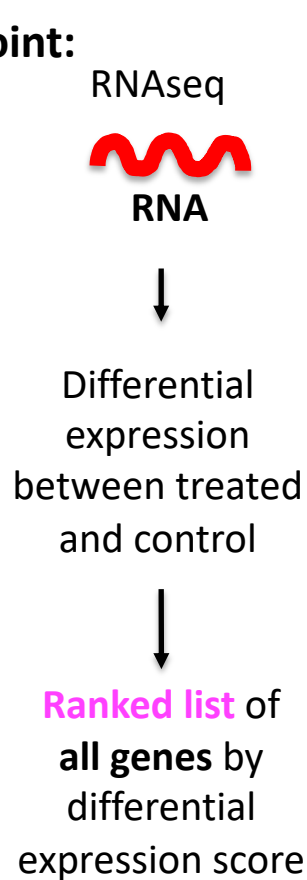 oint:
RNAseq
RNA
Differential
expression
between treated
and control
Ranked list of
all genes by
differential
expression score